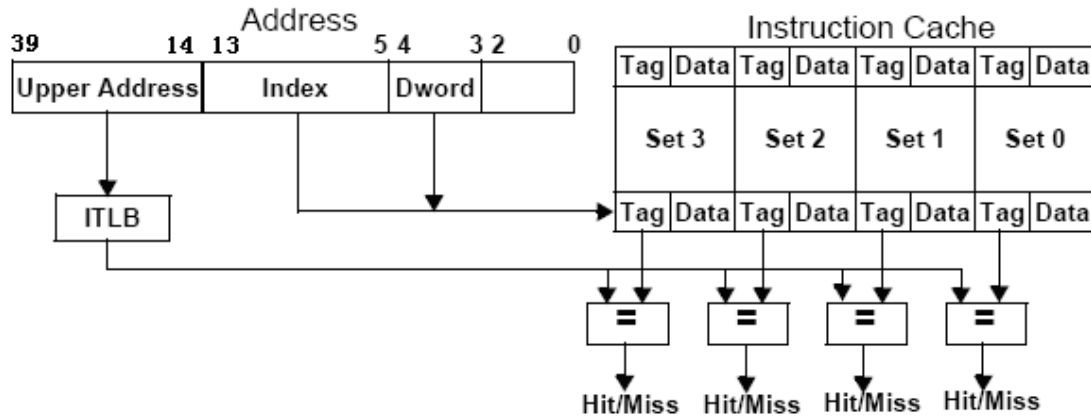 Address
39 14 13 5 4 3 2 0
Upper Address Index Dword
Instruction Cache
Tag Data Tag Data Tag Data Tag Data
Set 3 Set 2 Set 1 Set 0
ITLB
Tag Data Tag Data Tag Data Tag Data
= = = =
Hit/Miss Hit/Miss Hit/Miss Hit/Miss